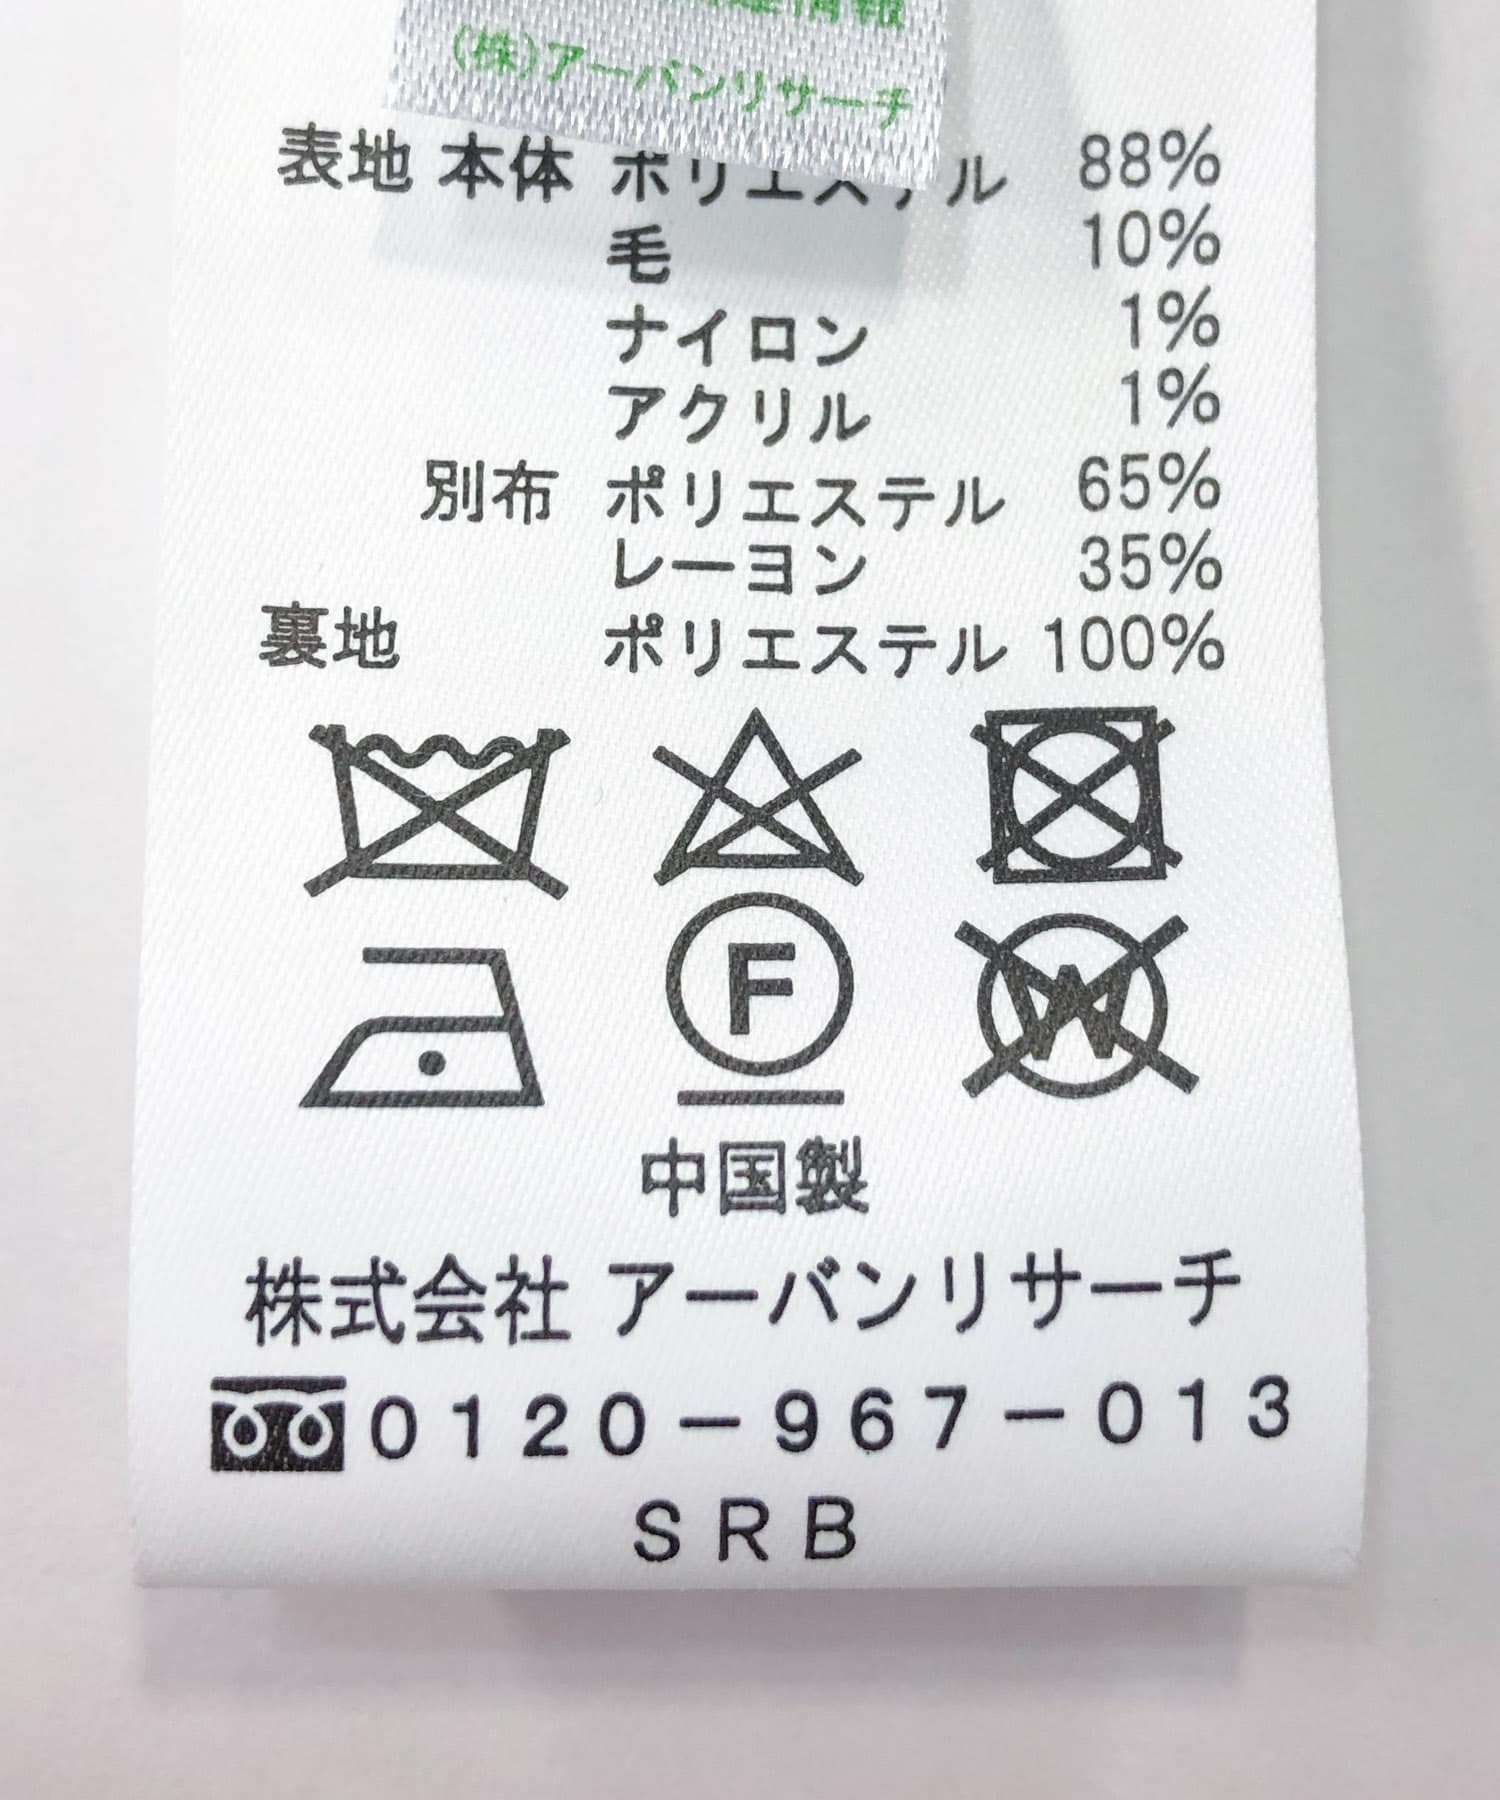 情報
(株)アーバンリサーチ
表地 本体 ポリエステル 88%
毛 10%
ナイロン 1%
アクリル 1%
別布 ポリエステル 65%
レーヨン 35%
裏地 ポリエステル 100%
F
W
中国製
株式会社 アーバンリサーチ
0120-967-013
SRB